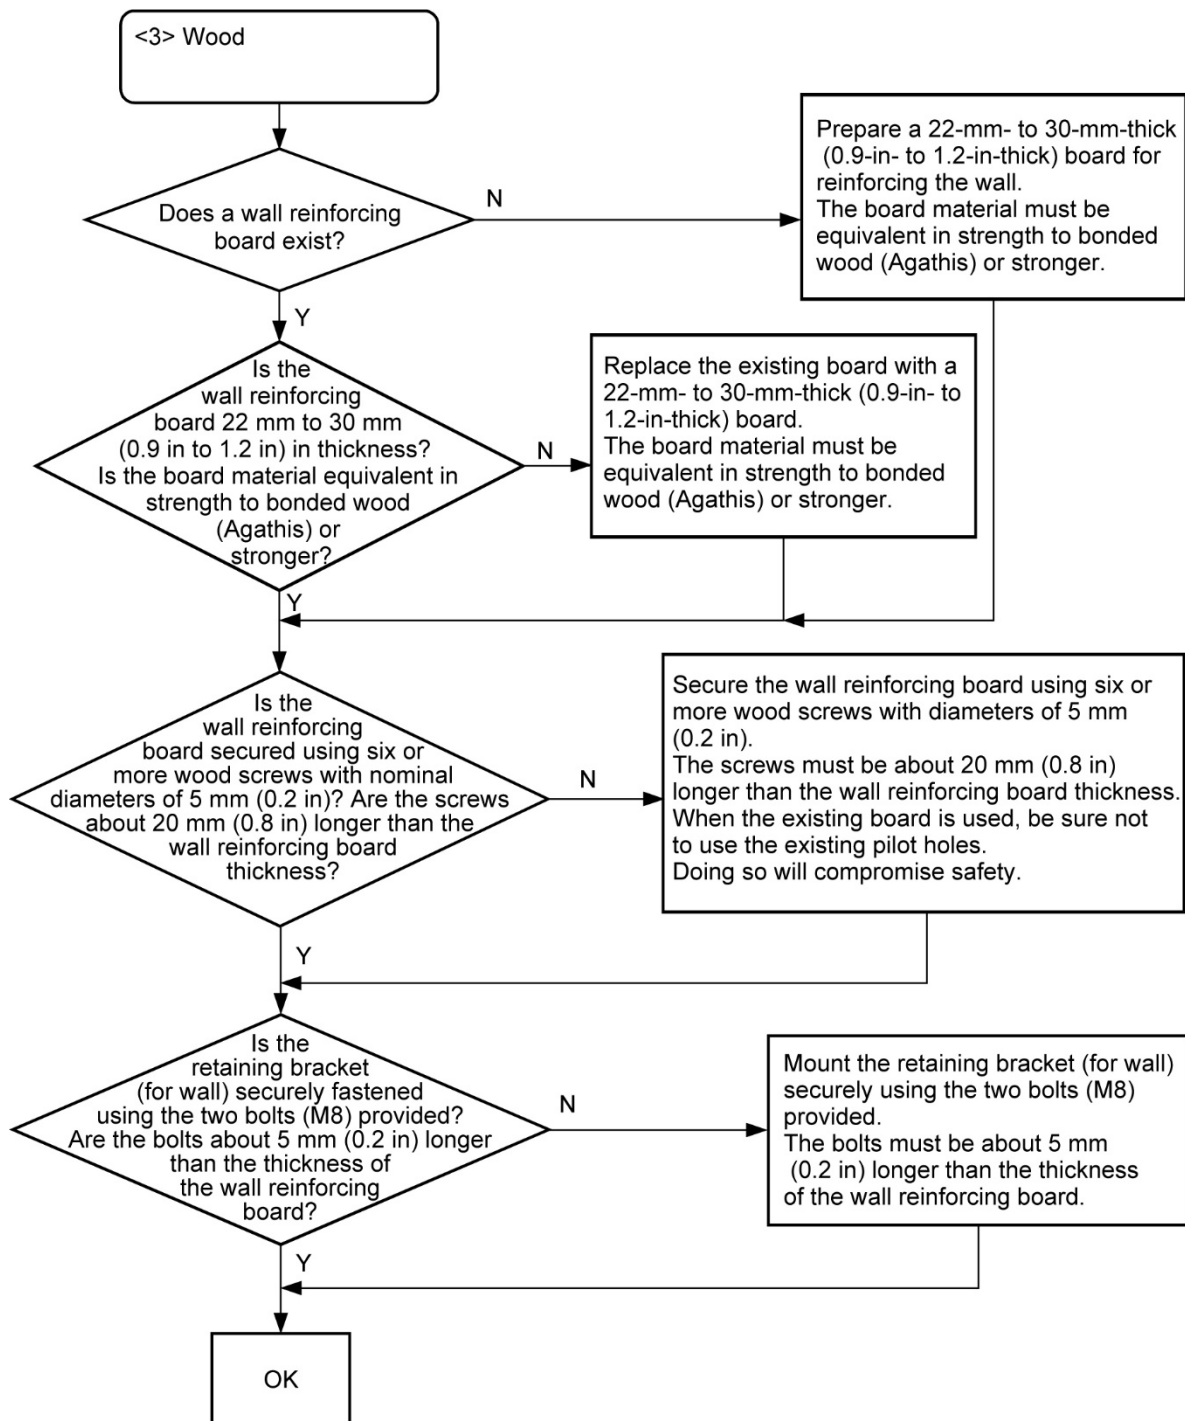 <3> Wood
Does a wall reinforcing
board exist?
N
Prepare a 22-mm- to 30-mm-thick
(0.9-in- to 1.2-in-thick) board for
reinforcing the wall.
The board material must be
equivalent in strength to bonded
wood (Agathis) or stronger.
Y
Is the
wall reinforcing
board 22 mm to 30 mm
(0.9 in to 1.2 in) in thickness?
Is the board material equivalent in
strength to bonded wood
(Agathis) or
stronger?
N
Replace the existing board with a
22-mm- to 30-mm-thick (0.9-in- to
1.2-in-thick) board.
The board material must be
equivalent in strength to bonded
wood (Agathis) or stronger.
Y
Is the
wall reinforcing
board secured using six or
more wood screws with nominal
diameters of 5 mm (0.2 in)? Are the screws
about 20 mm (0.8 in) longer than the
wall reinforcing board
thickness?
N
Secure the wall reinforcing board using six or
more wood screws with diameters of 5 mm
(0.2 in).
The screws must be about 20 mm (0.8 in)
longer than the wall reinforcing board thickness.
When the existing board is used, be sure not
to use the existing pilot holes.
Doing so will compromise safety.
Y
Is the
retaining bracket
(for wall) securely fastened
using the two bolts (M8) provided?
Are the bolts about 5 mm (0.2 in) longer
than the thickness of
the wall reinforcing
board?
N
Mount the retaining bracket (for wall)
securely using the two bolts (M8)
provided.
The bolts must be about 5 mm
(0.2 in) longer than the thickness
of the wall reinforcing board.
Y
OK